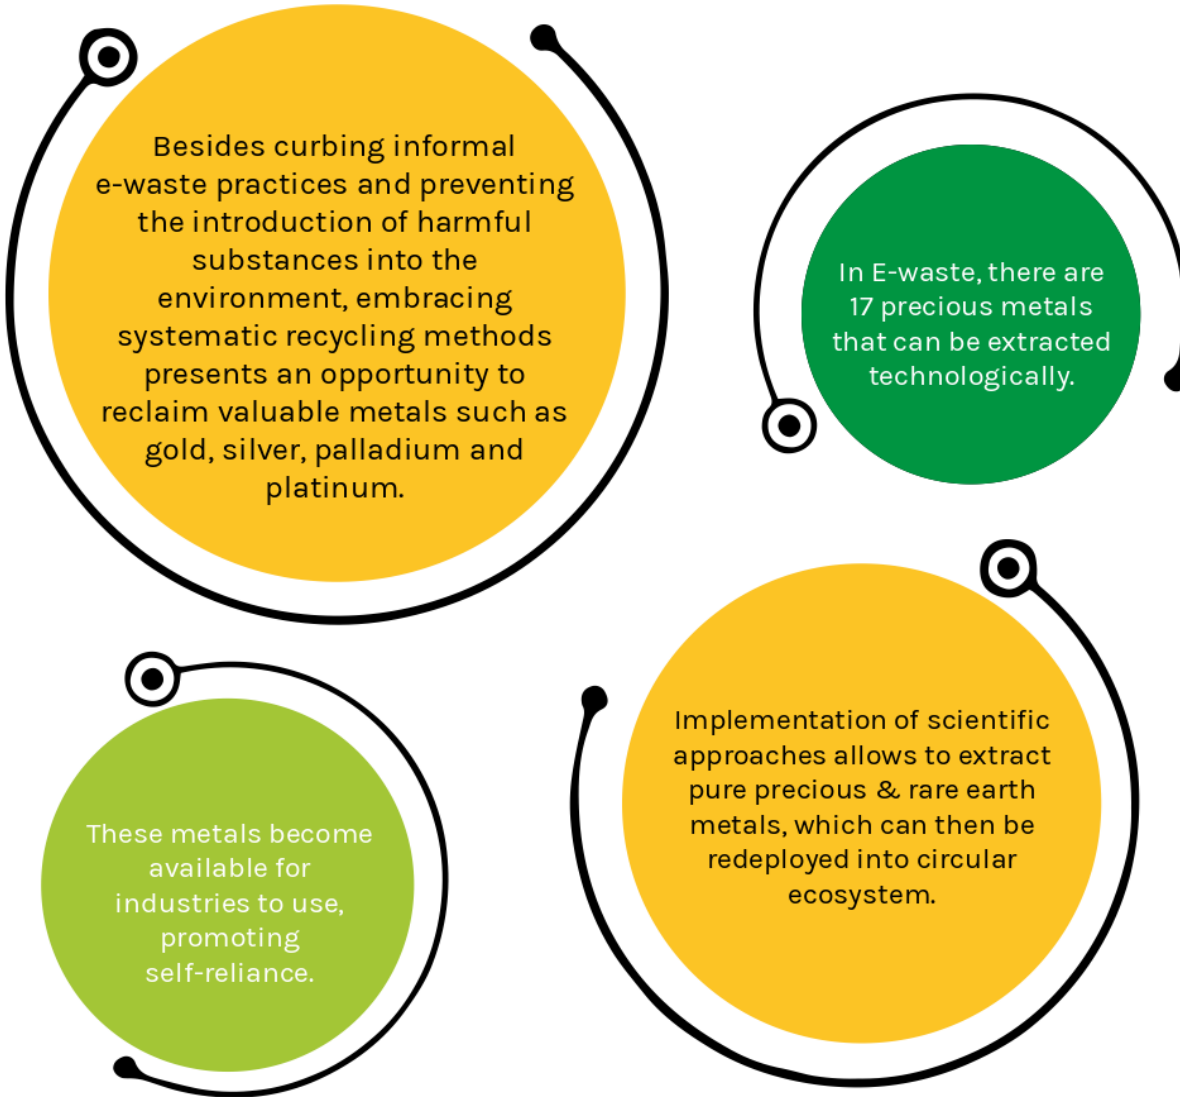 Besides curbing informal
e-waste practices and preventing
the introduction of harmful
substances into the
environment, embracing
systematic recycling methods
presents an opportunity to
reclaim valuable metals such as
gold, silver, palladium and
platinum.
In E-waste, there are
17 precious metals
that can be extracted
technologically.
These metals become
available for
industries to use,
promoting
self-reliance.
Implementation of scientific
approaches allows to extract
pure precious & rare earth
metals, which can then be
redeployed into circular
ecosystem.